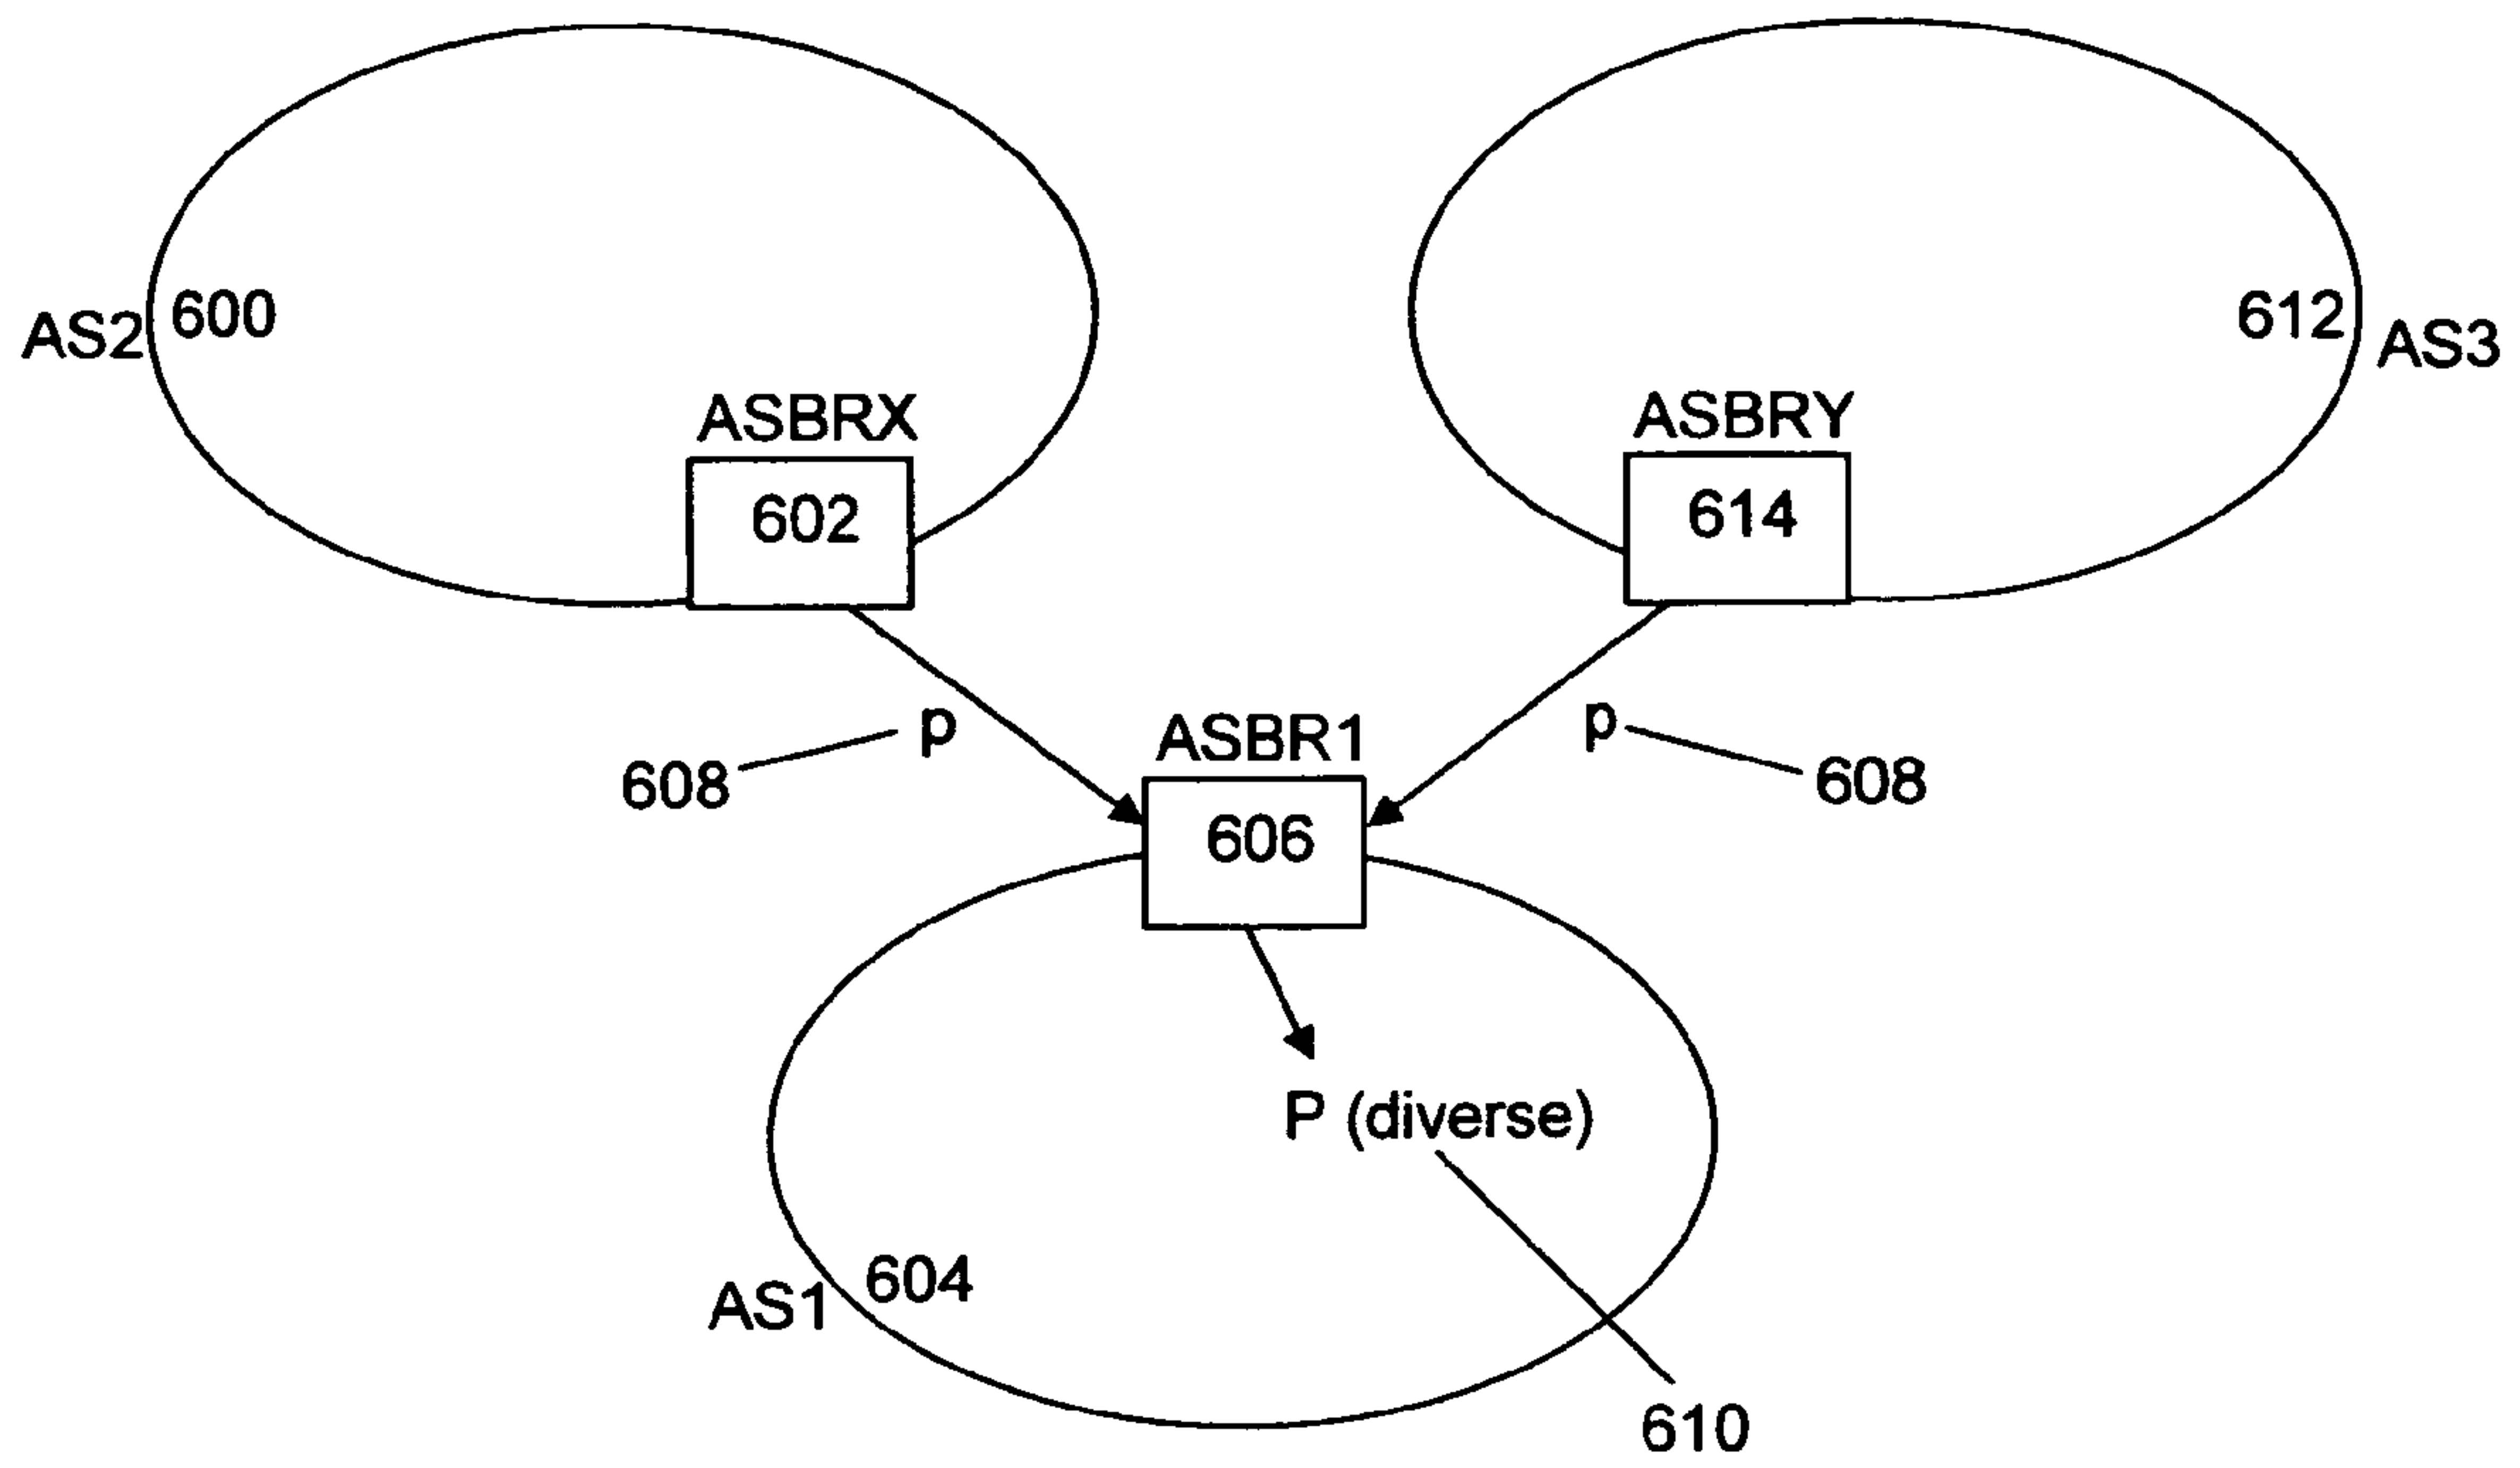 AS2
600
612
AS3
ASBRX
602
ASBRY
614
p
608
p
608
ASBR1
606
P (diverse)
AS1
604
610